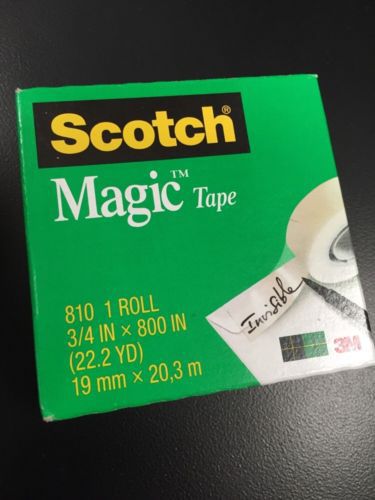 Scotch®
Magic™ Tape
810 1 ROLL
3/4 IN × 800 IN
(22.2 YD)
19 mm × 20,3 m
Invisible
3M